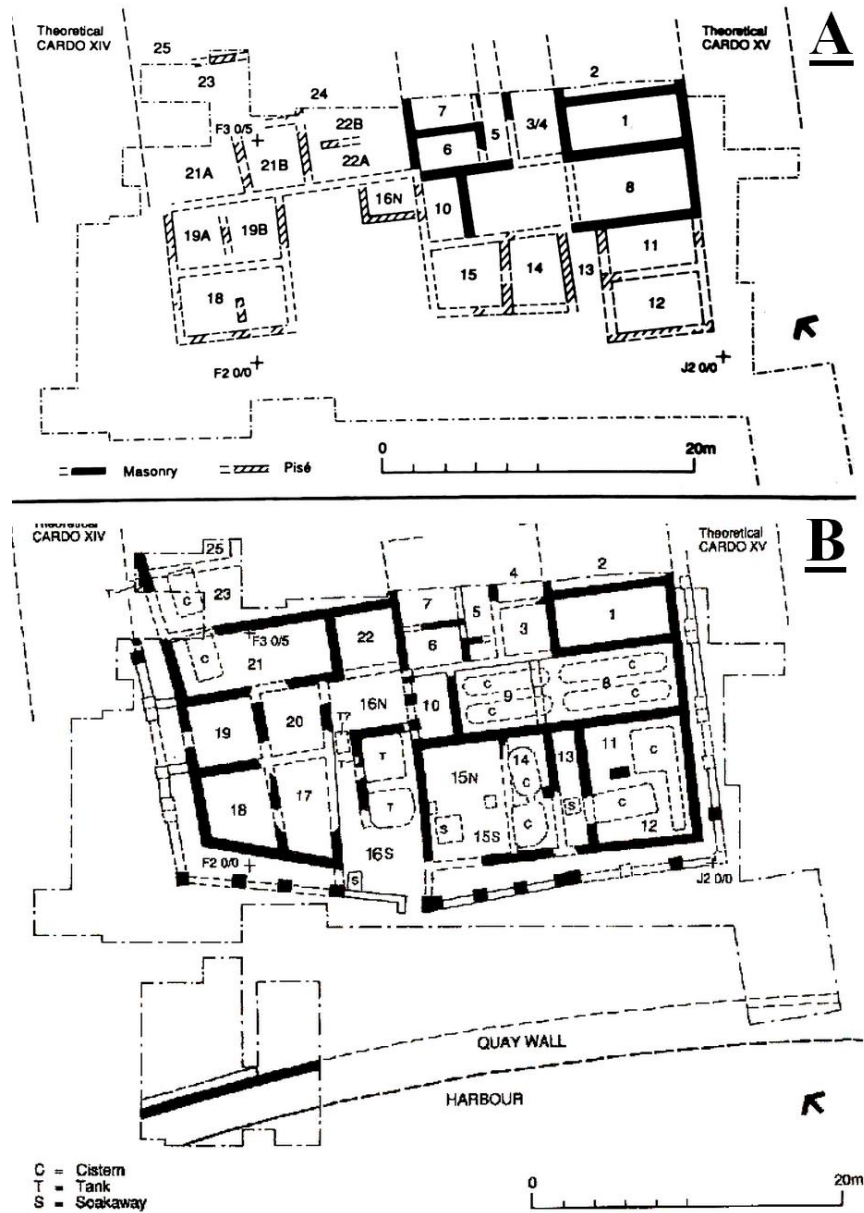 Theoretical
CARDO XIV
25
23
F3 0/5
24
22B
22A
21A
21B
19A
19B
18
F2 0/0
16N
7
6
5
3/4
2
1
10
8
15
14
13
11
12
J2 0/0
Theoretical
CARDO XV
A
0
20m
Masonry
Pisé
Theoretical
CARDO XIV
Theoretical
CARDO XV
B
25
T
C
23
F3 0/5
C
21
22
7
6
5
4
3
2
1
19
20
T?
16N
10
C
9
C
C
8
C
18
17
T
T
16S
S
15N
S
15S
14
C
C
13
S
11
C
C
12
F2 0/0
J2 0/0
QUAY WALL
HARBOUR
C = Cistern
T = Tank
S = Soakaway
0
20m